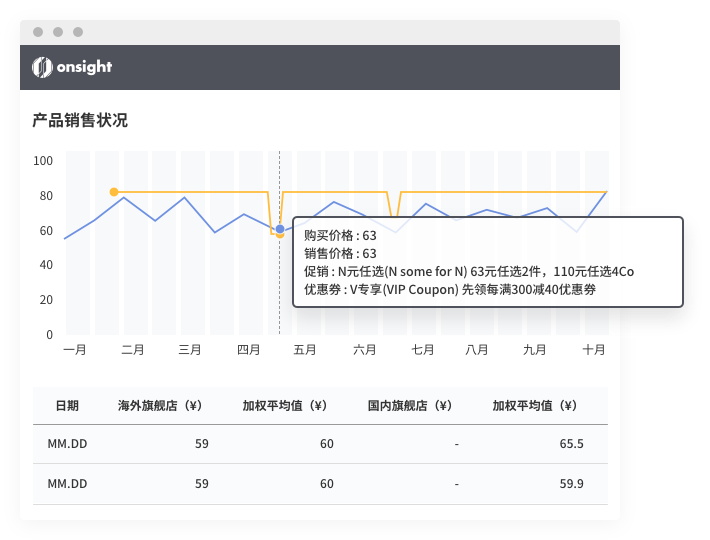 onsight
产品销售状况
100
80
60
40
20
0
购买价格 : 63
销售价格 : 63
促销 : N元任选(N some for N) 63元任选2件，110元任选4Co
优惠券 : V专享(VIP Coupon) 先领每满300减40优惠券
一月 二月 三月 四月 五月 六月 七月 八月 九月 十月
日期 海外旗舰店（¥） 加权平均值（¥） 国内旗舰店（¥） 加权平均值（¥）
MM.DD 59 60 - 65.5
MM.DD 59 60 - 59.9